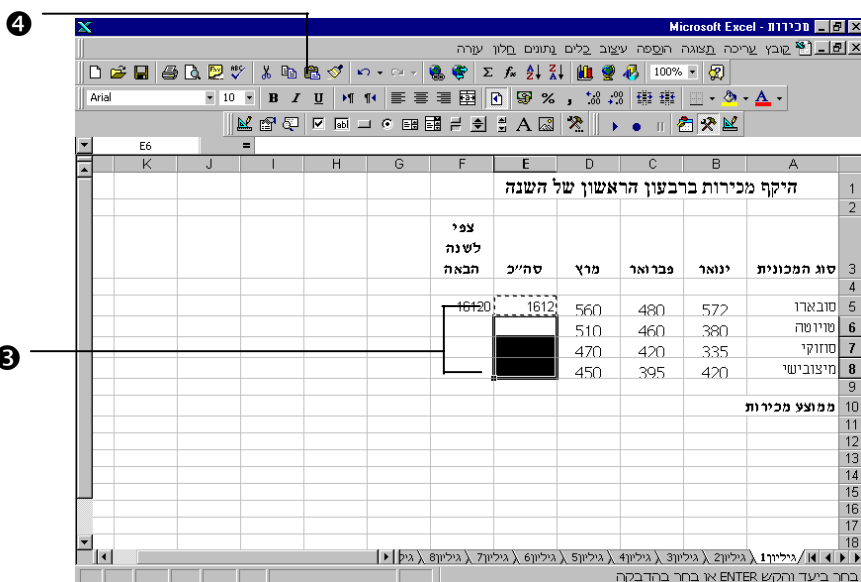 ❹
Microsoft Excel - מכירות
קובץ עריכה תצוגה הוספה עיצוב כלים נתונים חלון עזרה
100%
Arial 10 B I U
E6 =
K J I H G F E D C B A
1 היקף מכירות ברבעון הראשון של השנה
2
3 סוג המכונית ינואר פברואר מרץ סה״כ צפי לשנה הבאה
4
5 סובארו 572 480 560 1612 16120
6 טויוטה 380 460 510
❸
7 סוזוקי 335 420 470
8 מיצובישי 420 395 450
9
10 ממוצע מכירות
11
12
13
14
15
16
17
18
גיליון1 גיליון2 גיליון3 גיליון4 גיליון5 גיליון6 גיליון7 גיליון8 גילי
בחר ביעד והקש ENTER או בחר בהדבקה